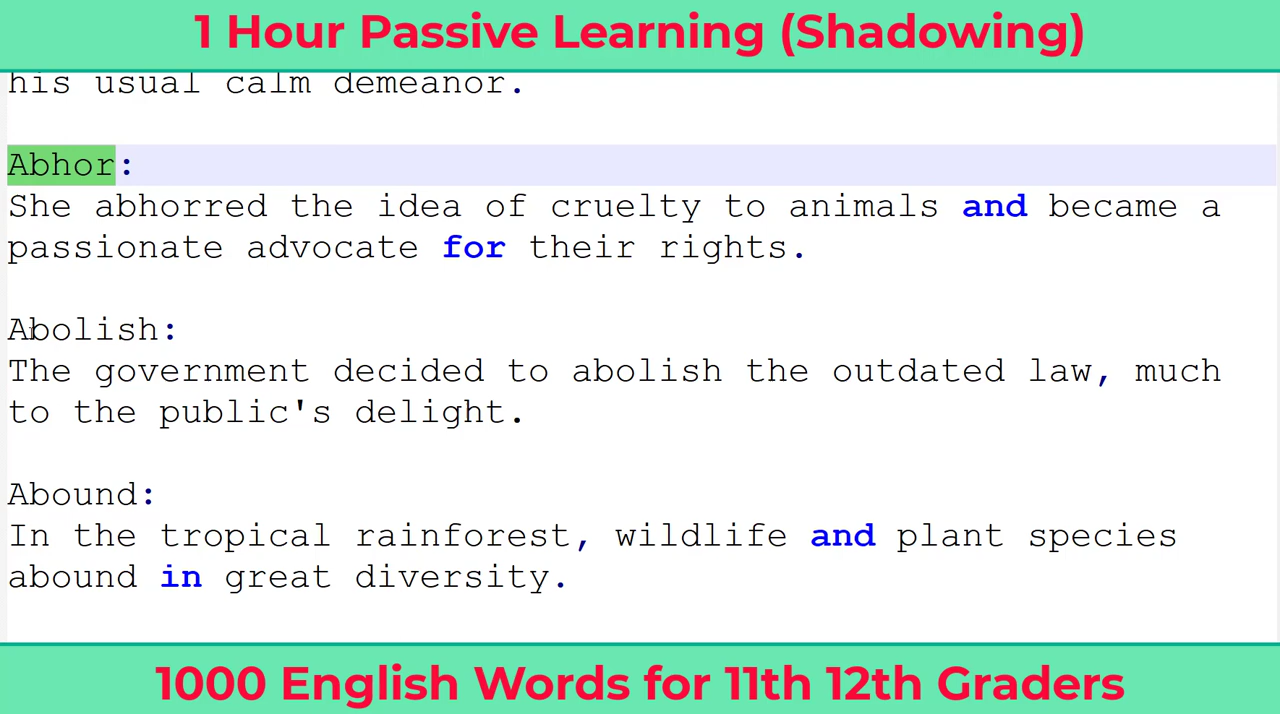 1 Hour Passive Learning (Shadowing)
his usual calm demeanor.
Abhor:
She abhorred the idea of cruelty to animals and became a
passionate advocate for their rights.
Abolish:
The government decided to abolish the outdated law, much
to the public's delight.
Abound:
In the tropical rainforest, wildlife and plant species
abound in great diversity.
1000 English Words for 11th 12th Graders